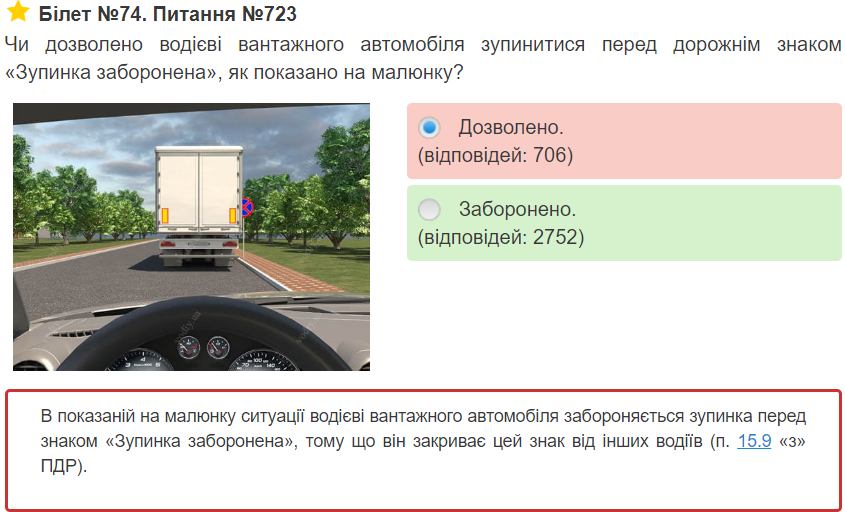 Білет №74. Питання №723
Чи дозволено водієві вантажного автомобіля зупинитися перед дорожнім знаком
«Зупинка заборонена», як показано на малюнку?
Дозволено.
(відповідей: 706)
Заборонено.
(відповідей: 2752)
В показаній на малюнку ситуації водієві вантажного автомобіля забороняється зупинка перед
знаком «Зупинка заборонена», тому що він закриває цей знак від інших водіїв (п. 15.9 «з»
ПДР).